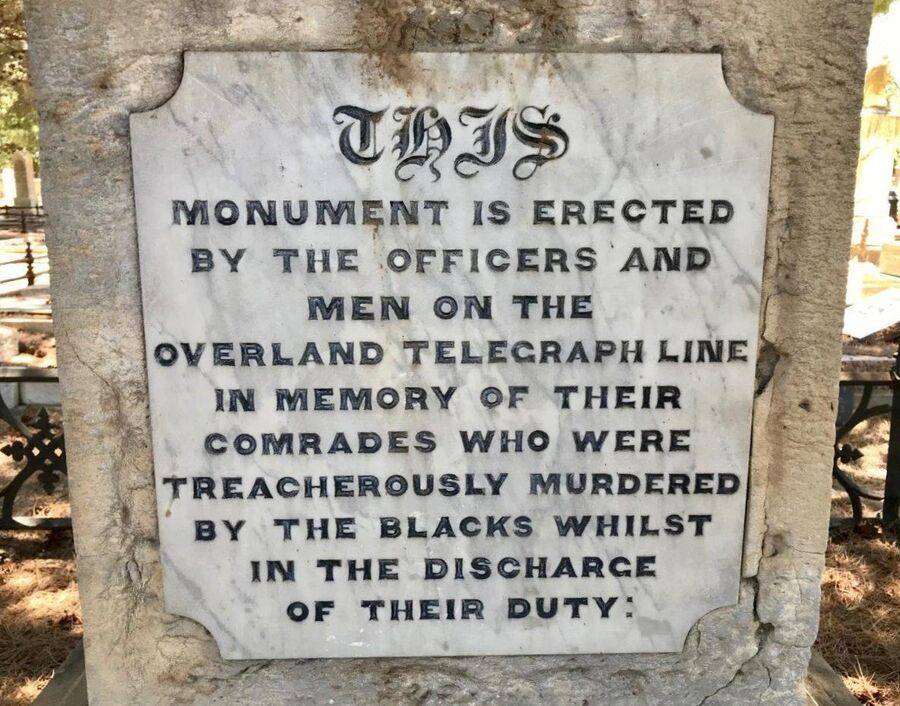 THIS
MONUMENT IS ERECTED
BY THE OFFICERS AND
MEN ON THE
OVERLAND TELEGRAPH LINE
IN MEMORY OF THEIR
COMRADES WHO WERE
TREACHEROUSLY MURDERED
BY THE BLACKS WHILST
IN THE DISCHARGE
OF THEIR DUTY: